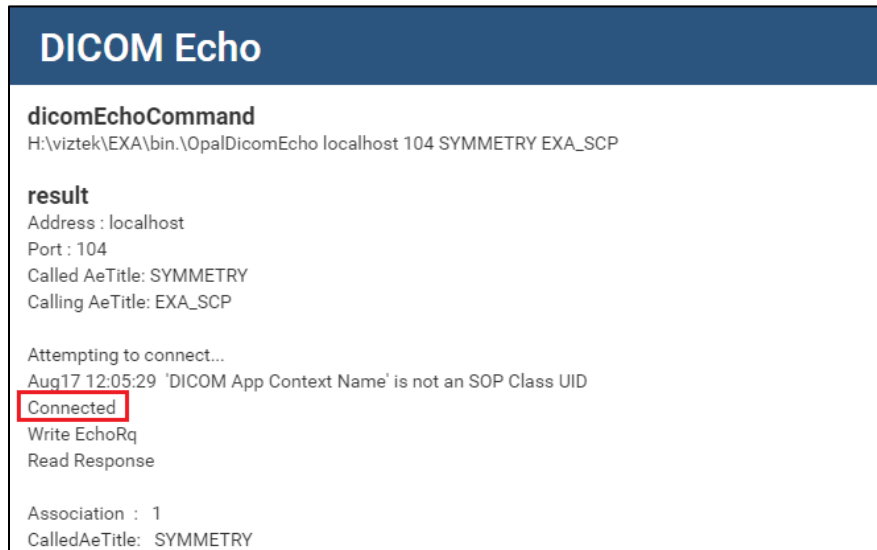 DICOM Echo
dicomEchoCommand
H:\viztek\EXA\bin.\OpalDicomEcho localhost 104 SYMMETRY EXA_SCP
result
Address : localhost
Port : 104
Called AeTitle: SYMMETRY
Calling AeTitle: EXA_SCP
Attempting to connect...
Aug17 12:05:29  'DICOM App Context Name' is not an SOP Class UID
Connected
Write EchoRq
Read Response
Association  :   1
CalledAeTitle:   SYMMETRY